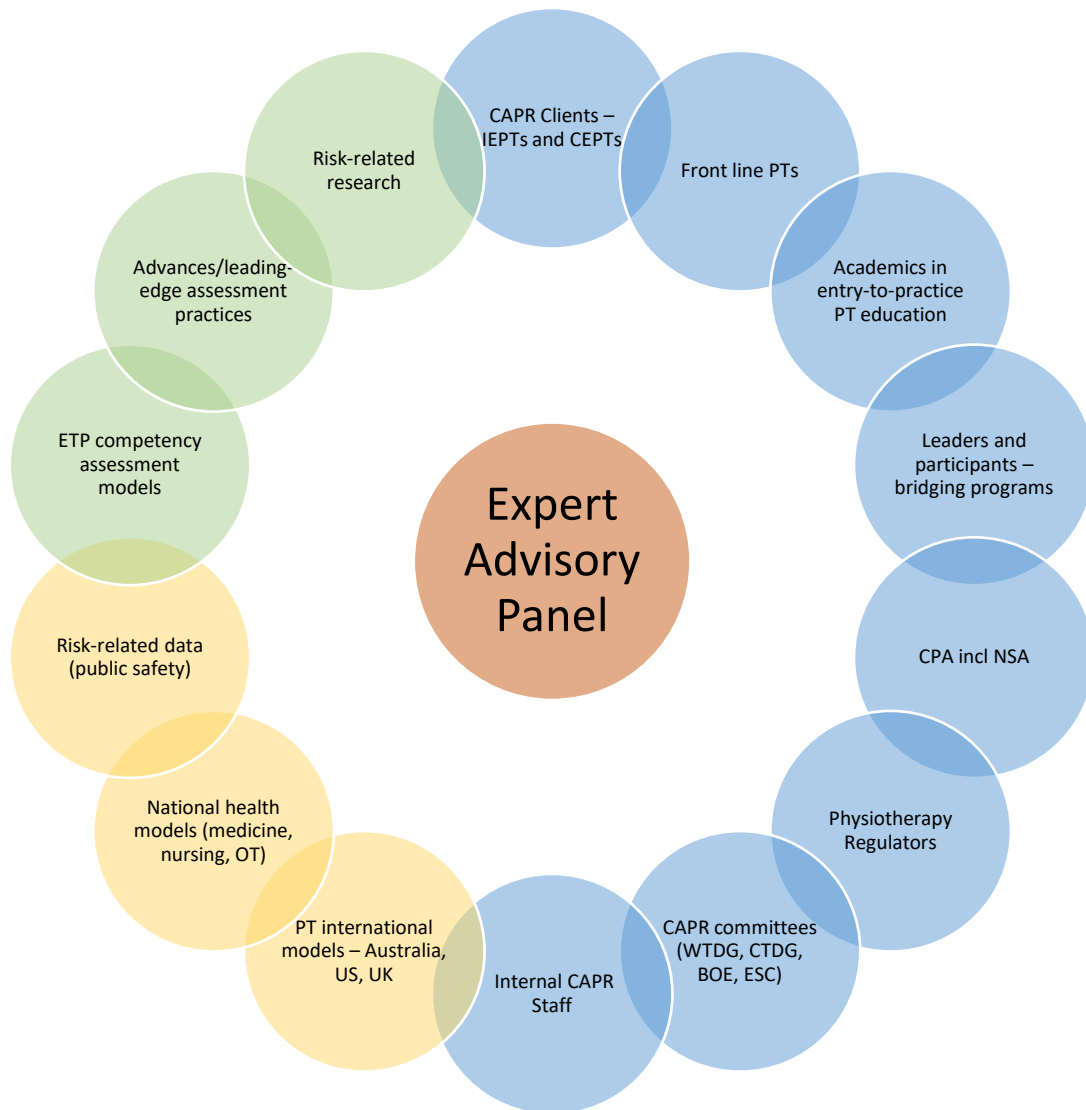 CAPR Clients –
IEPTs and CEPTs
Front line PTs
Academics in
entry-to-practice
PT education
Leaders and
participants –
bridging programs
CPA incl NSA
Physiotherapy
Regulators
CAPR committees
(WTDG, CTDG,
BOE, ESC)
Internal CAPR
Staff
PT international
models – Australia,
US, UK
National health
models (medicine,
nursing, OT)
Risk-related data
(public safety)
ETP competency
assessment
models
Advances/leading-
edge assessment
practices
Risk-related
research
Expert
Advisory
Panel